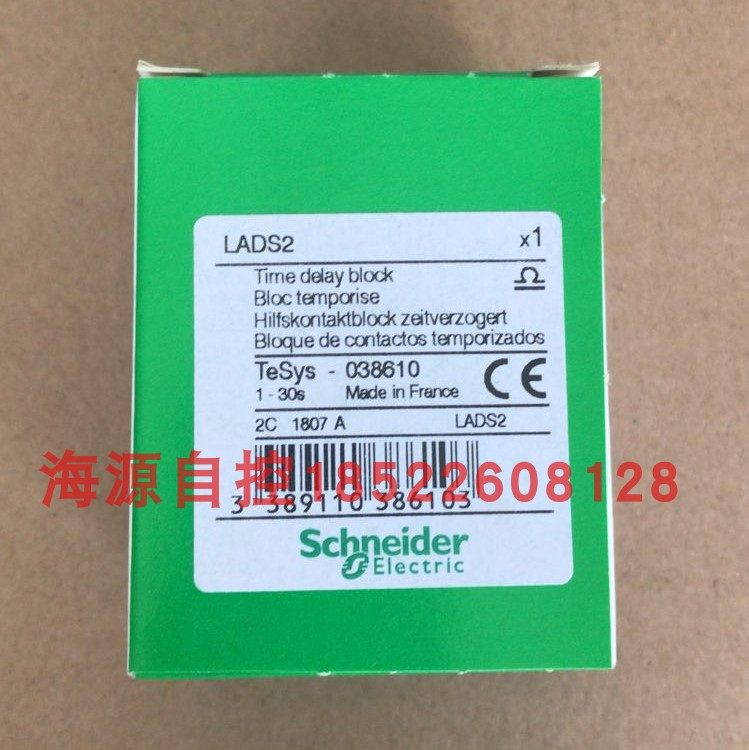 LADS2 x1
Time delay block
Bloc temporise
Hilfskontaktblock zeitverzogert
Bloque de contactos temporizados
TeSys - 038610
1 - 30s Made in France CE
2C 1807 A LADS2
海源自控18522608128
3 389110 386103
Schneider
Electric